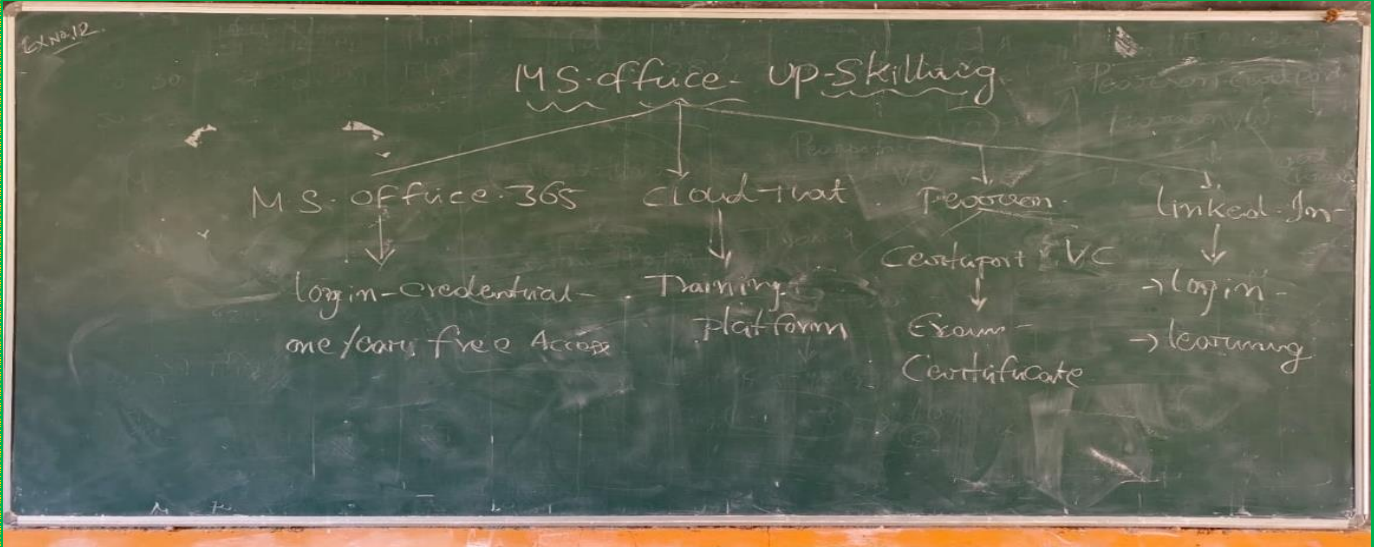 Ex No.12
MS.office - UP-Skilling
MS.office.365
Cloud-That
Pearson
Linked.In-
login-credential-
one/year free Access
Training
platform
Certiport VC
Exam-
Certificate
→login-
→learning